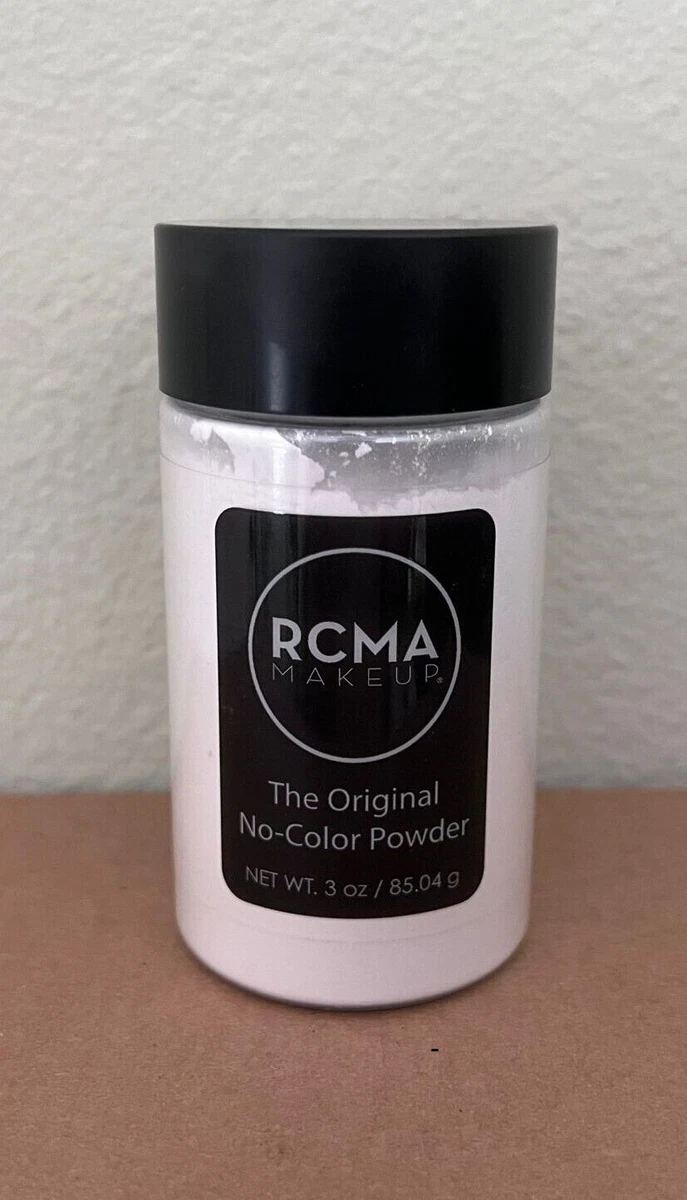 RCMA
MAKEUP®
The Original
No-Color Powder
NET WT. 3 oz / 85.04 g